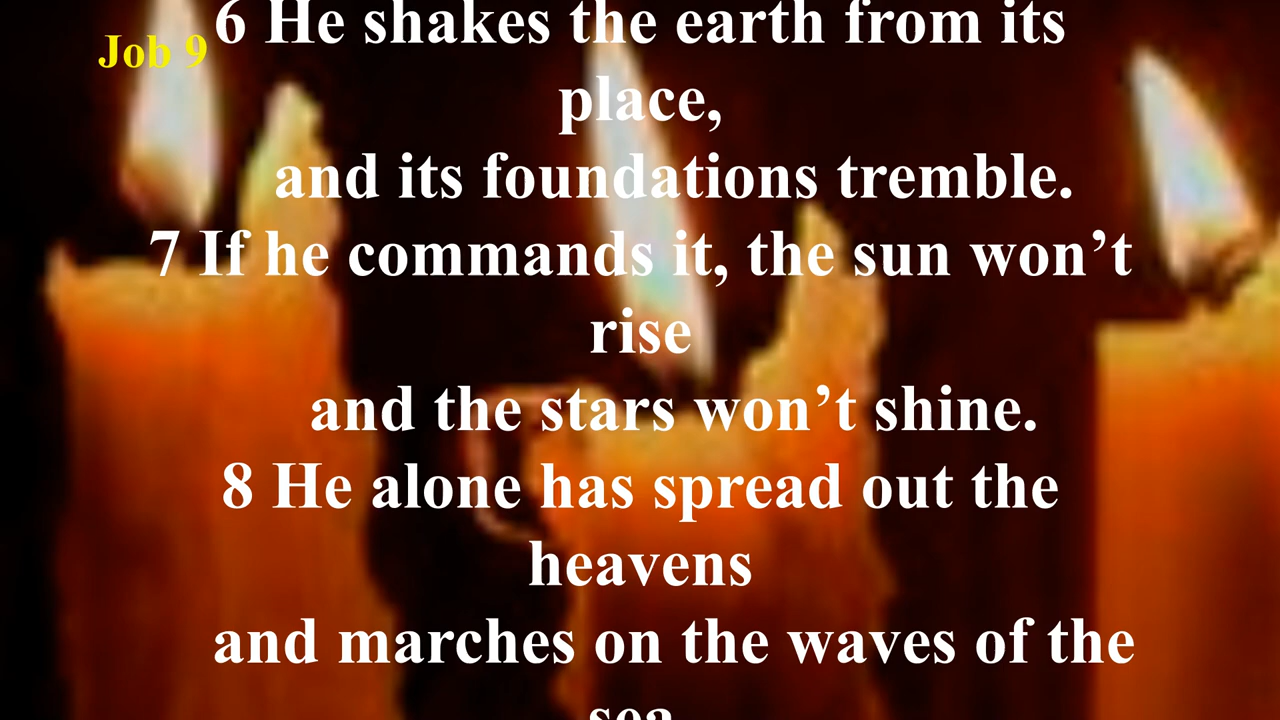 Job 9
6 He shakes the earth from its
place,
and its foundations tremble.
7 If he commands it, the sun won’t
rise
and the stars won’t shine.
8 He alone has spread out the
heavens
and marches on the waves of the
sea.